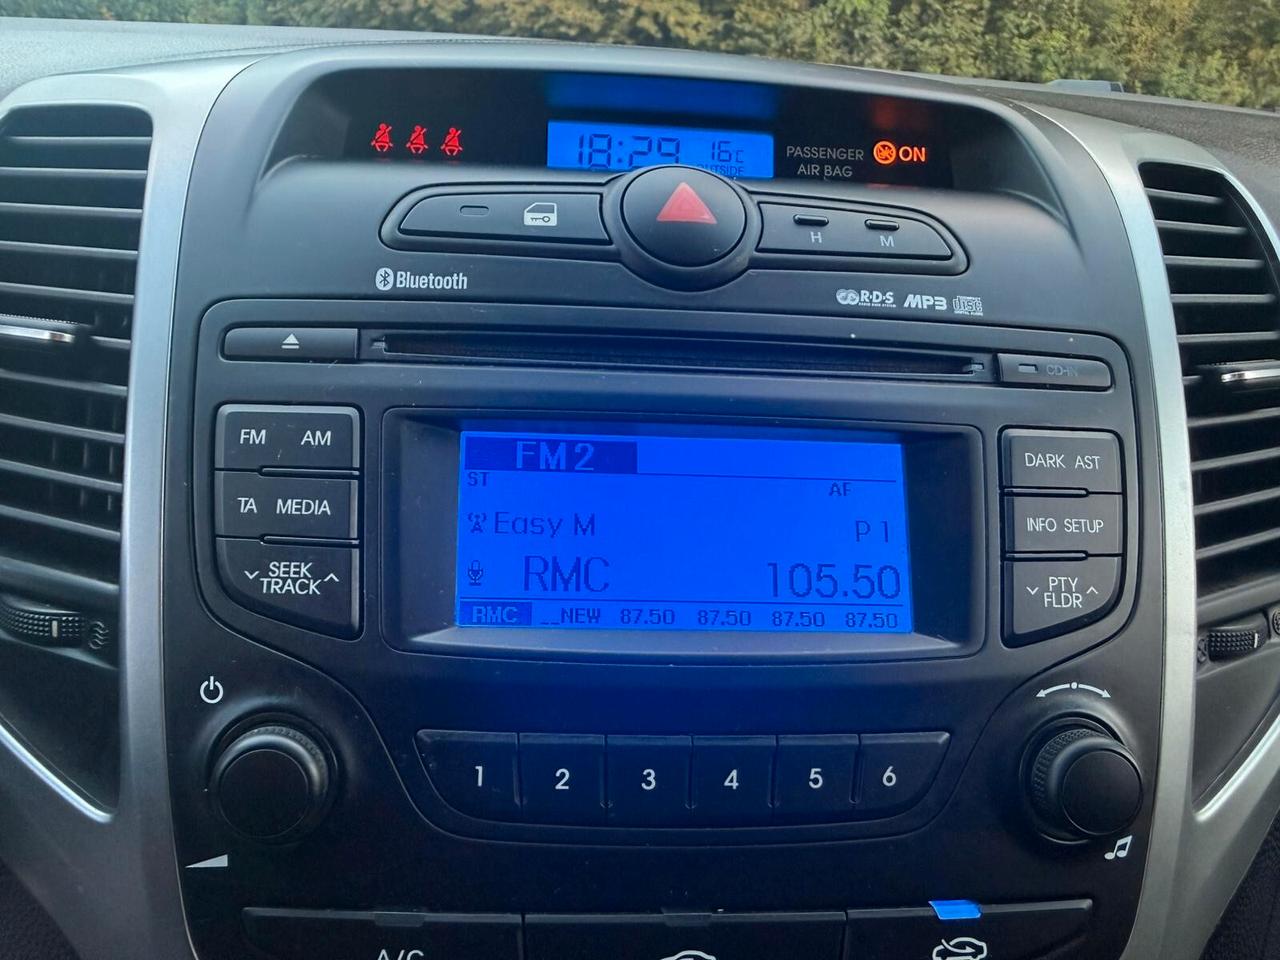 18:29 16c
OUTSIDE
PASSENGER
AIR BAG
ON
H M
Bluetooth
R·D·S MP3 disc
CD-IN
FM AM
TA MEDIA
SEEK
TRACK
FM2
ST
AF
Easy M P1
RMC 105.50
RMC __NEW 87.50 87.50 87.50 87.50
DARK AST
INFO SETUP
PTY
FLDR
1 2 3 4 5 6
A/C